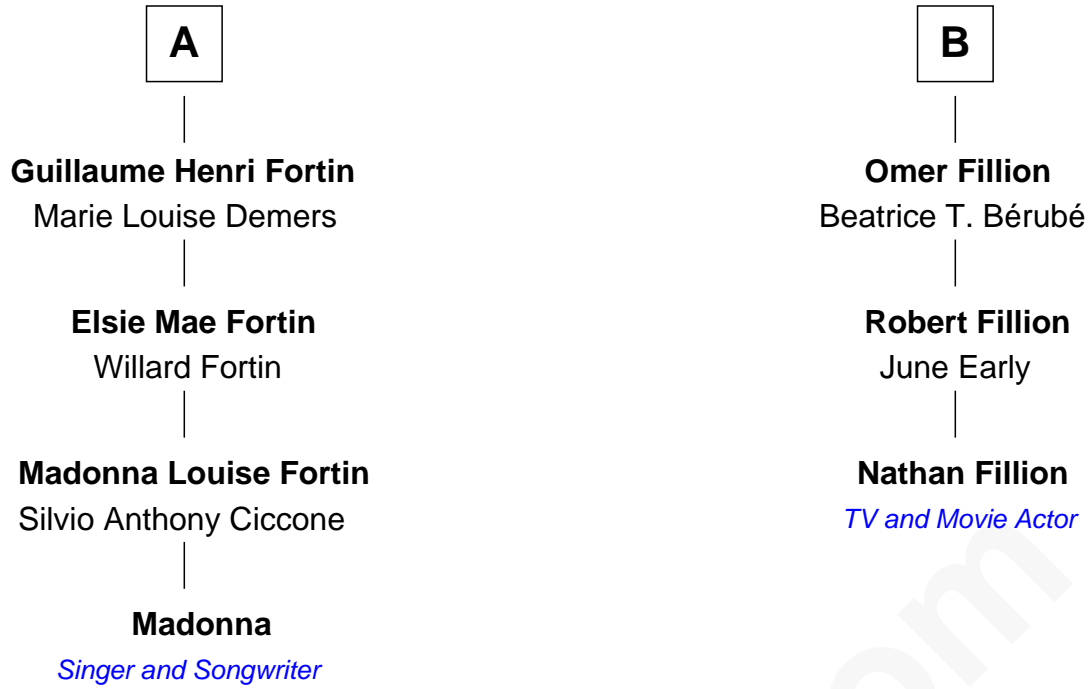 A
Guillaume Henri Fortin
Marie Louise Demers
Elsie Mae Fortin
Willard Fortin
Madonna Louise Fortin
Silvio Anthony Ciccone
Madonna
Singer and Songwriter
B
Omer Fillion
Beatrice T. Bérubé
Robert Fillion
June Early
Nathan Fillion
TV and Movie Actor
om